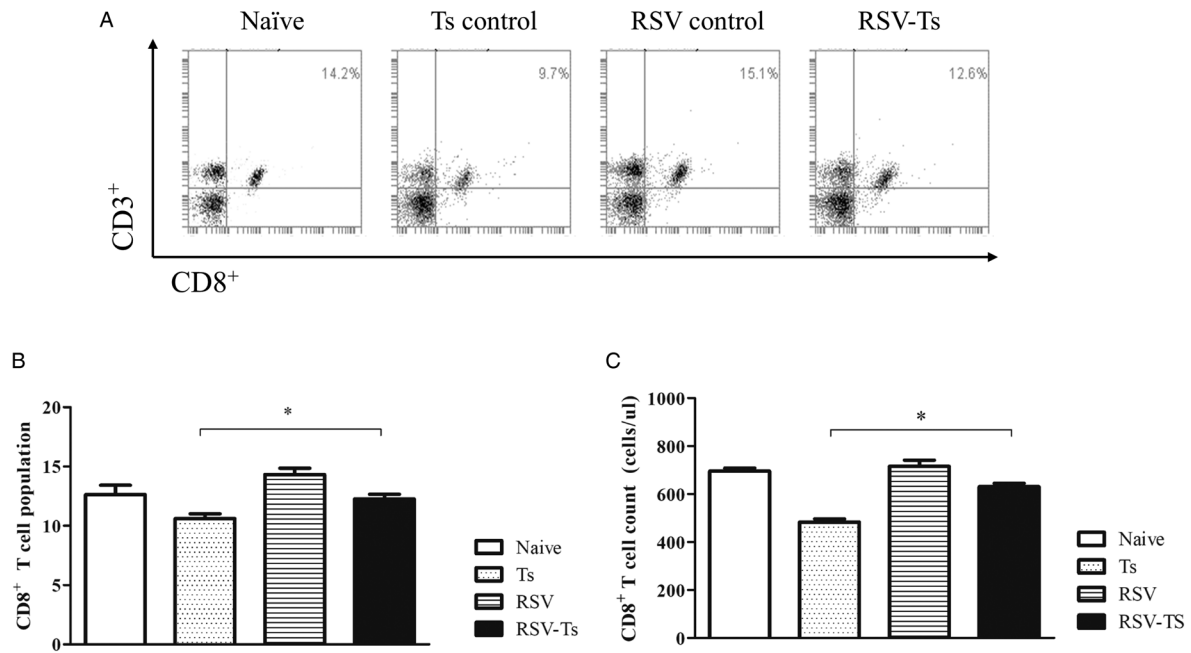 A
Naïve
Ts control
RSV control
RSV-Ts
14.2%
9.7%
15.1%
12.6%
CD3+
CD8+
B
CD8+ T cell population
20
15
10
5
0
*
Naive
Ts
RSV
RSV-Ts
C
CD8+ T cell count (cells/ul)
1000
800
600
400
200
0
*
Naive
Ts
RSV
RSV-TS